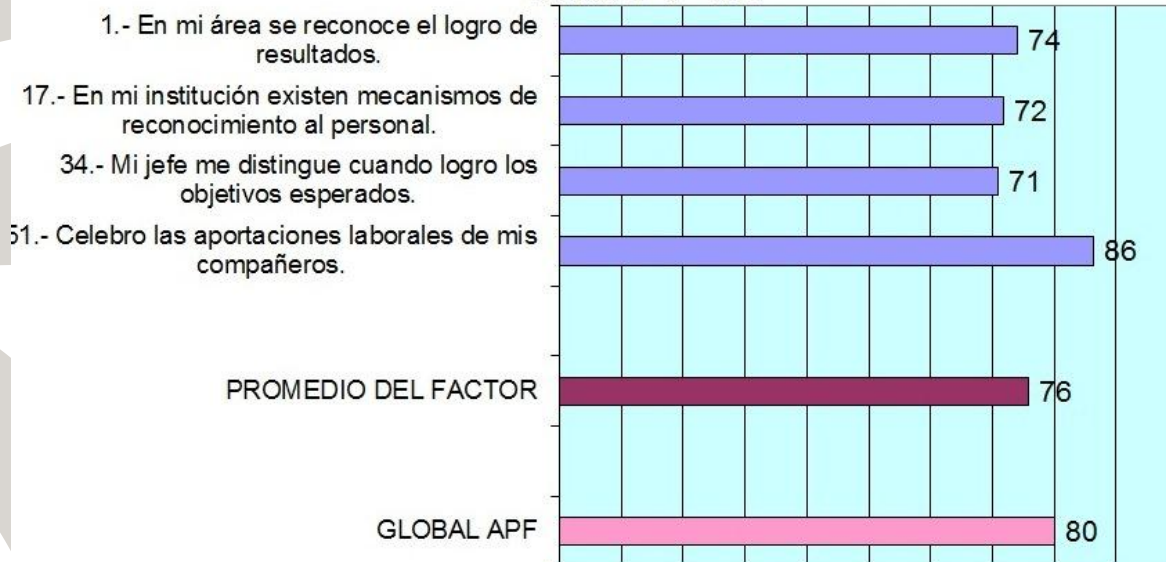 1.- En mi área se reconoce el logro de
resultados.
74
17.- En mi institución existen mecanismos de
reconocimiento al personal.
72
34.- Mi jefe me distingue cuando logro los
objetivos esperados.
71
51.- Celebro las aportaciones laborales de mis
compañeros.
86
PROMEDIO DEL FACTOR
76
GLOBAL APF
80